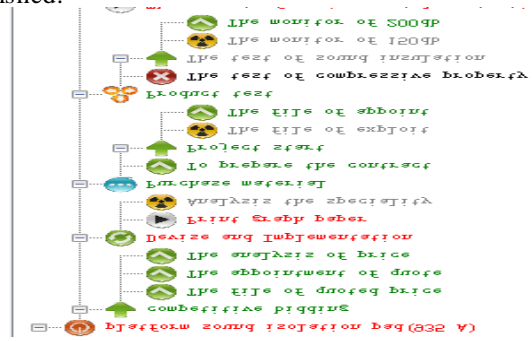 ished:
platform sound isolation pad
competitive bidding
The file of quoted price
The appointment of quote
The analysis of price
Devise and Implementation
Print graph paper
Analysis the speciality
Purchase material
To prepare the contract
Project start
The file of exploit
The file of appoint
Product test
The test of compressive property
The test of sound insulation
The monitor of 150db
The monitor of 200db